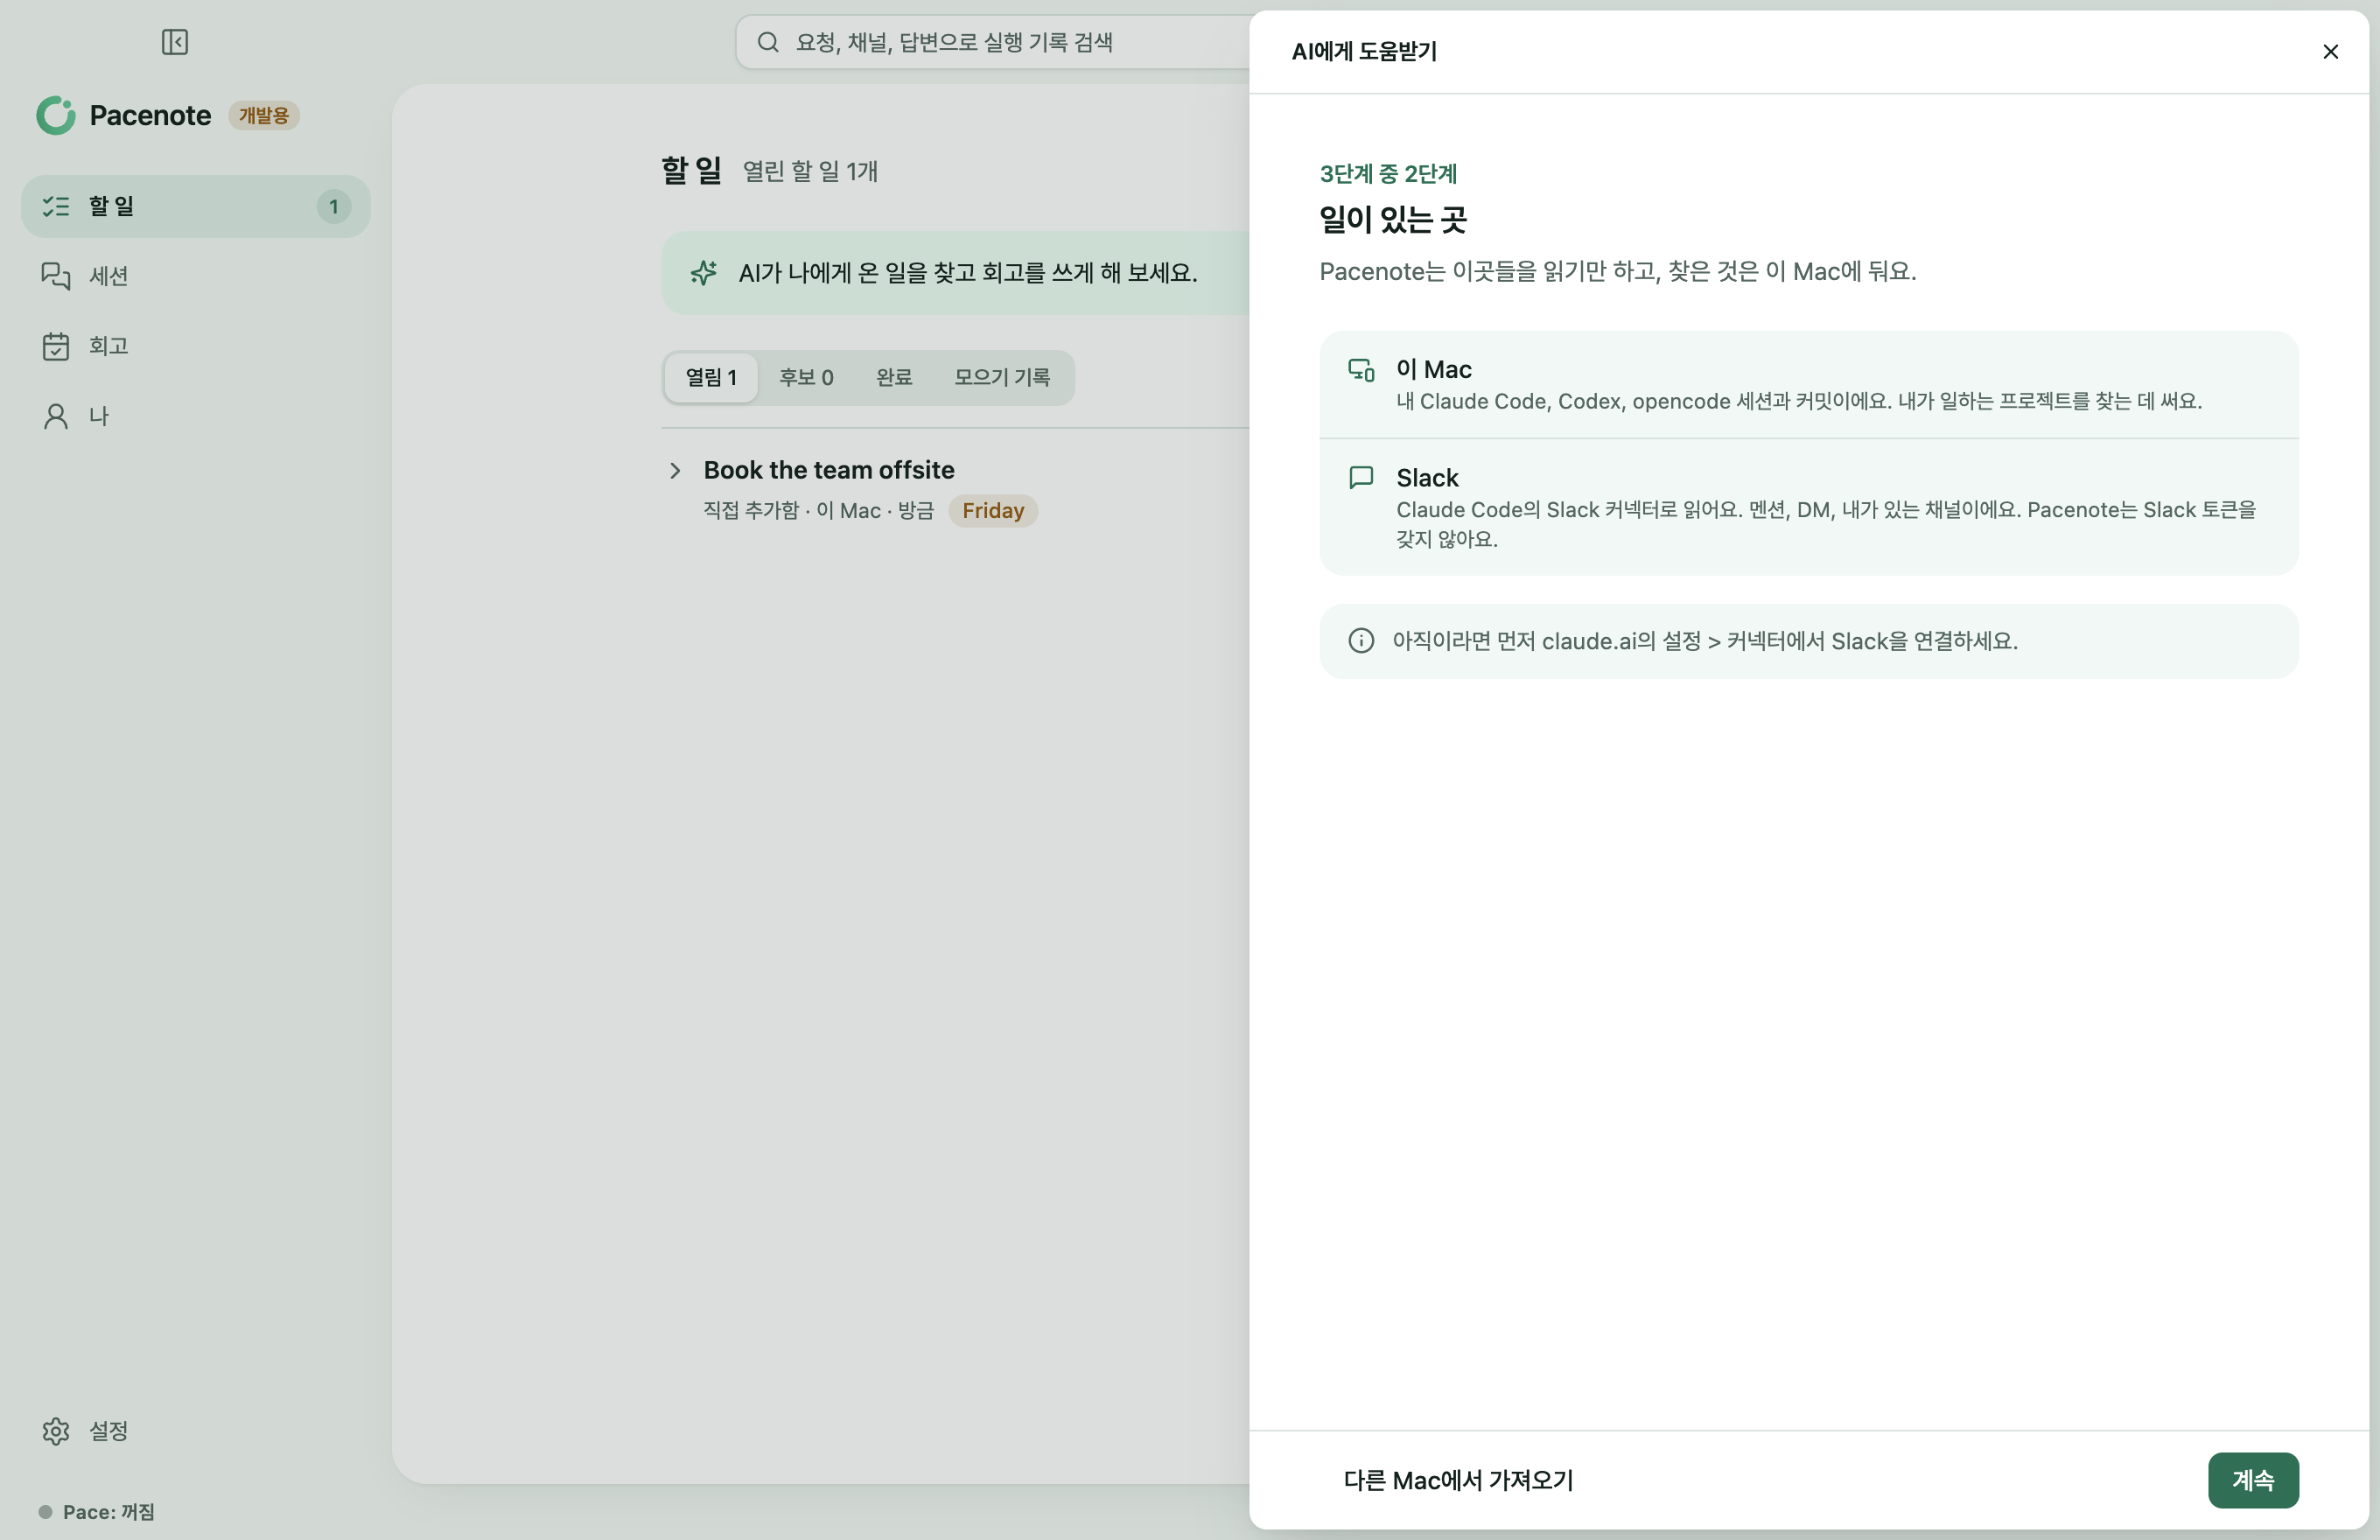 요청, 채널, 답변으로 실행 기록 검색
Pacenote 개발용
할 일 1
세션
회고
나
설정
Pace: 꺼짐
할 일 열린 할 일 1개
AI가 나에게 온 일을 찾고 회고를 쓰게 해 보세요.
열림 1 후보 0 완료 모으기 기록
Book the team offsite
직접 추가함 · 이 Mac · 방금 Friday
AI에게 도움받기
3단계 중 2단계
일이 있는 곳
Pacenote는 이곳들을 읽기만 하고, 찾은 것은 이 Mac에 둬요.
이 Mac
내 Claude Code, Codex, opencode 세션과 커밋이에요. 내가 일하는 프로젝트를 찾는 데 써요.
Slack
Claude Code의 Slack 커넥터로 읽어요. 멘션, DM, 내가 있는 채널이에요. Pacenote는 Slack 토큰을
갖지 않아요.
아직이라면 먼저 claude.ai의 설정 > 커넥터에서 Slack을 연결하세요.
다른 Mac에서 가져오기
계속